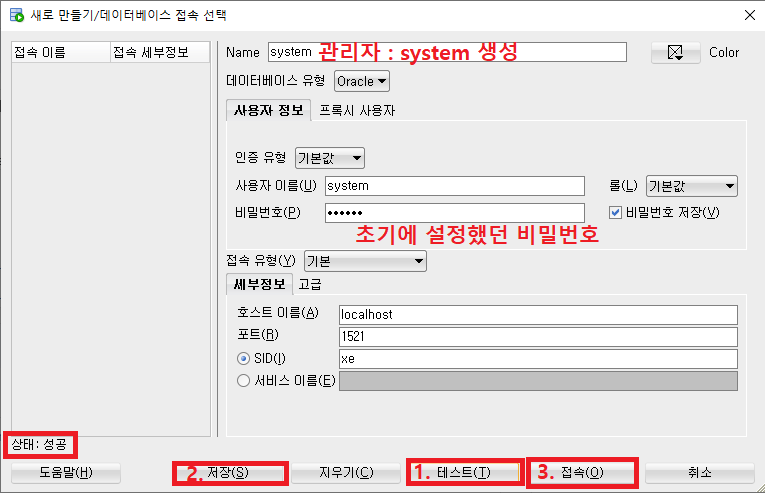 새로 만들기/데이터베이스 접속 선택
접속 이름 접속 세부정보
Name system 관리자 : system 생성 Color
데이터베이스 유형 Oracle
사용자 정보 프록시 사용자
인증 유형 기본값
사용자 이름(U) system 롤(L) 기본값
비밀번호(P) •••••• 비밀번호 저장(V)
초기에 설정했던 비밀번호
접속 유형(Y) 기본
세부정보 고급
호스트 이름(A) localhost
포트(R) 1521
SID(I) xe
서비스 이름(E)
상태: 성공
도움말(H) 2. 저장(S) 지우기(C) 1. 테스트(T) 3. 접속(O) 취소